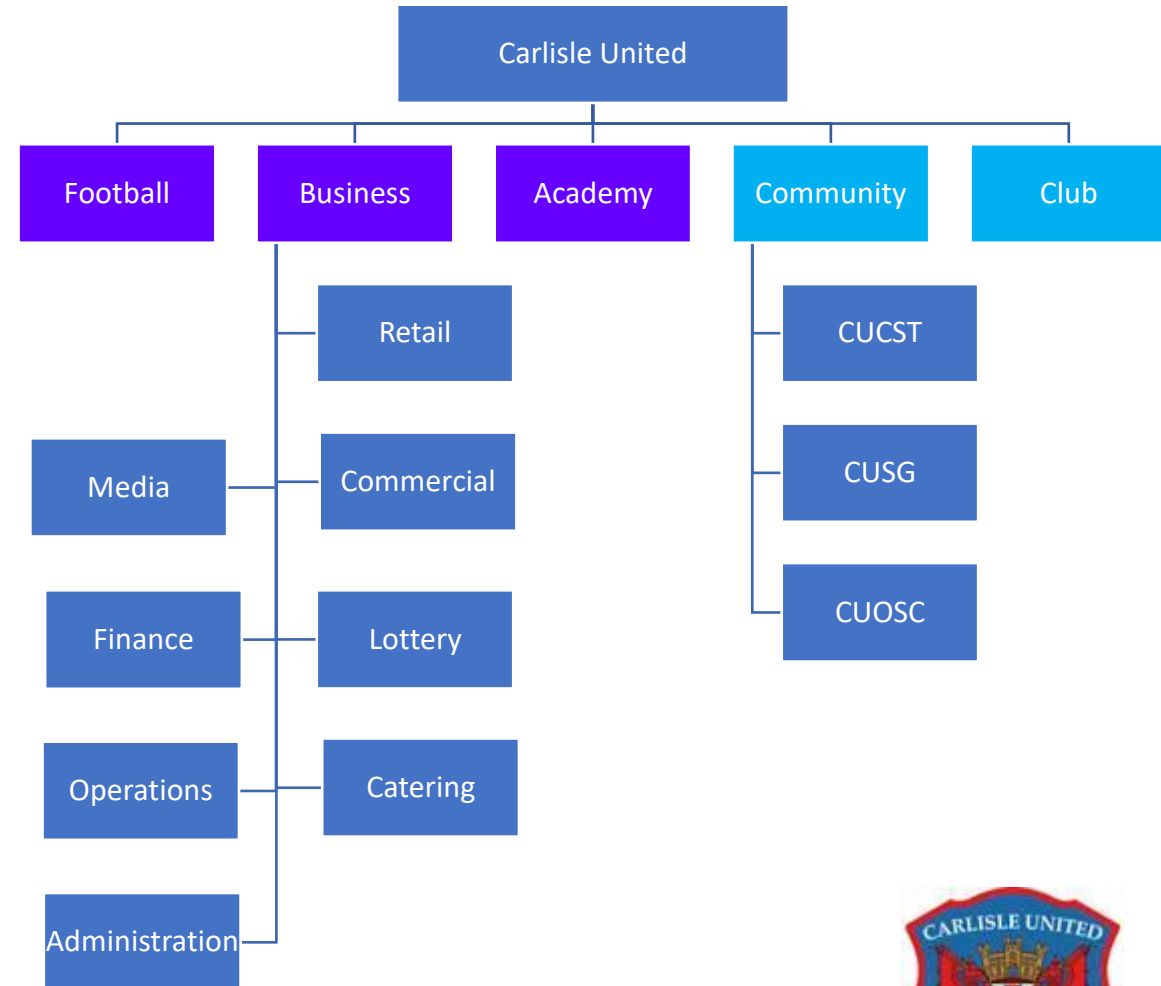 Carlisle United
Football
Business
Academy
Community
Club
Retail
CUCST
Media
Commercial
CUSG
Finance
Lottery
CUOSC
Operations
Catering
Administration
CARLISLE UNITED